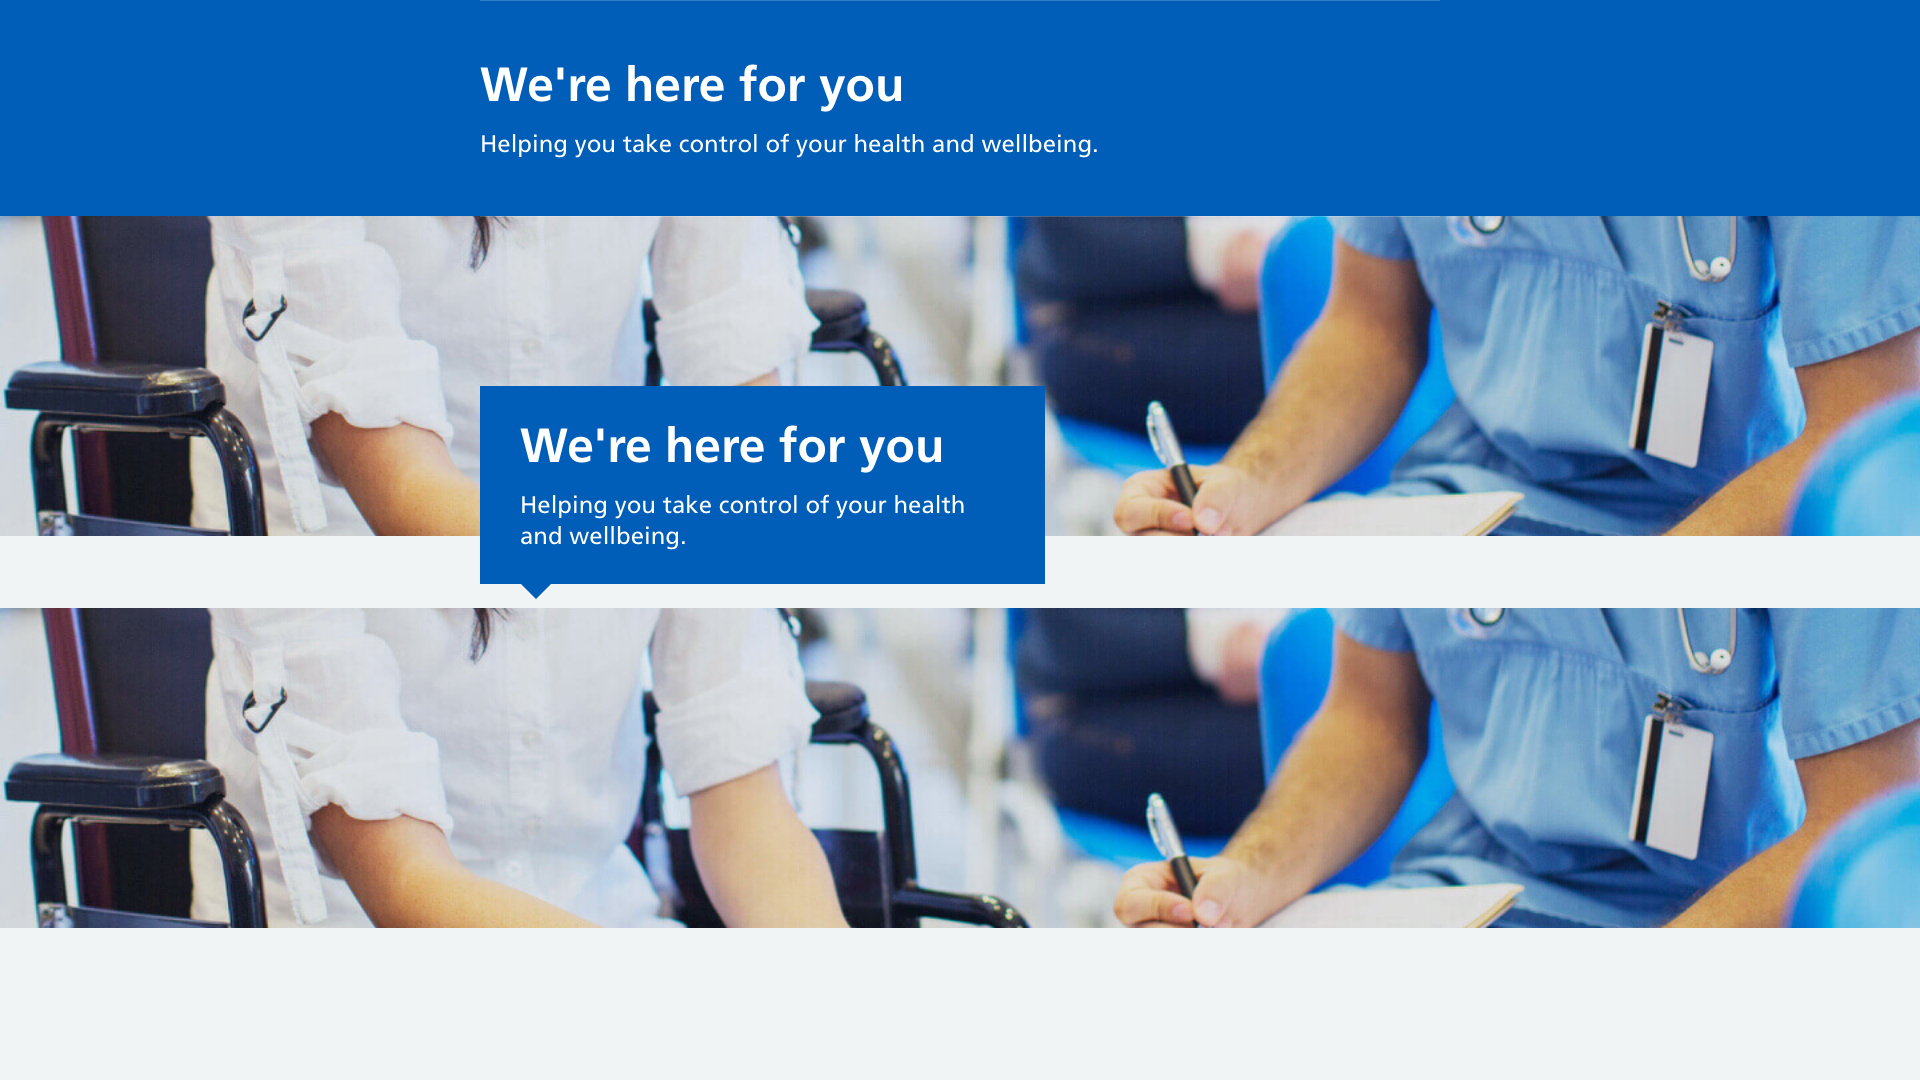 We're here for you
Helping you take control of your health and wellbeing.
We're here for you
Helping you take control of your health
and wellbeing.